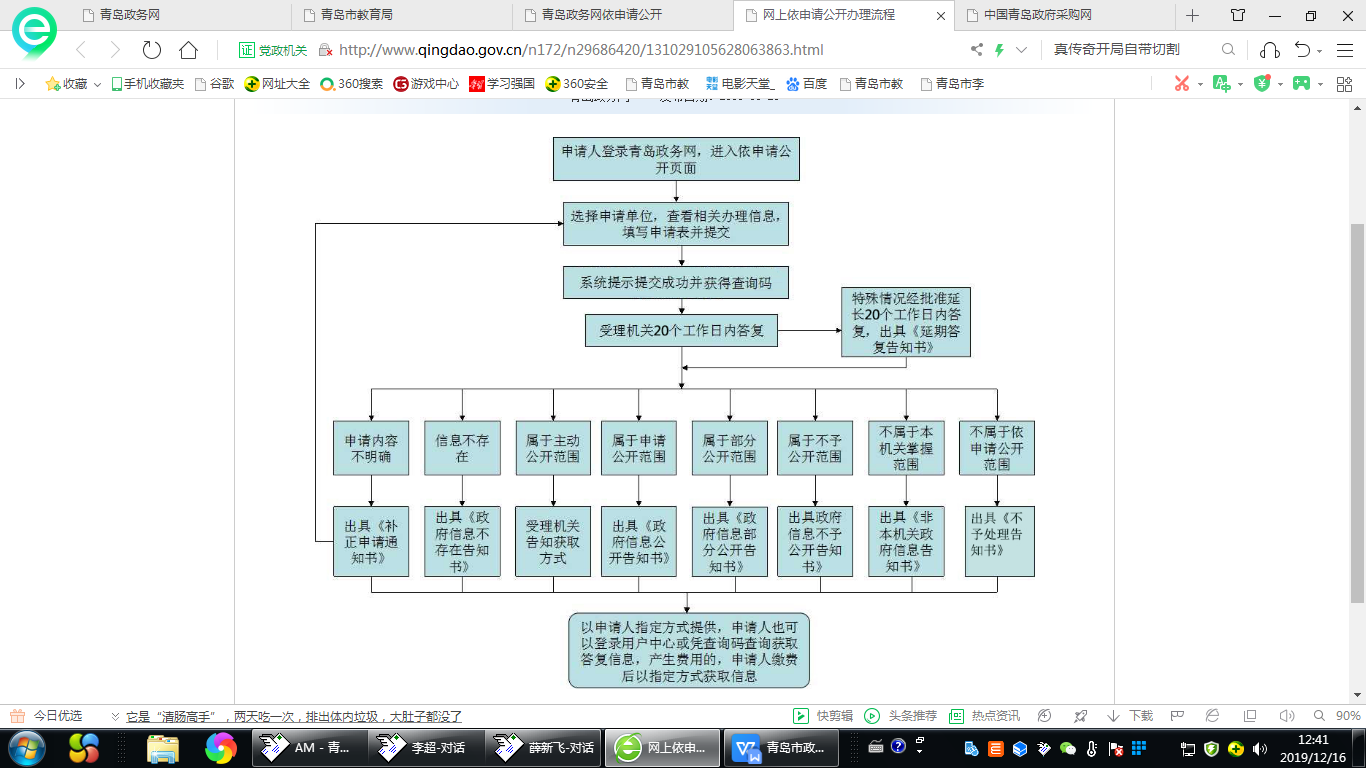 青岛政务网
青岛市教育局
青岛政务网依申请公开
网上依申请公开办理流程
中国青岛政府采购网
证 党政机关
http://www.qingdao.gov.cn/n172/n29686420/131029105628063863.html
真传奇开局自带切割
收藏
手机收藏夹
谷歌
网址大全
360搜索
游戏中心
学习强国
360安全
青岛市教
电影天堂_
百度
青岛市教
青岛市李
申请人登录青岛政务网，进入依申请公
开页面
选择申请单位，查看相关办理信息，
填写申请表并提交
系统提示提交成功并获得查询码
受理机关20个工作日内答复
特殊情况经批准延
长20个工作日内答
复，出具《延期答
复告知书》
申请内容
不明确
信息不存
在
属于主动
公开范围
属于申请
公开范围
属于部分
公开范围
属于不予
公开范围
不属于本
机关掌握
范围
不属于依
申请公开
范围
出具《补
正申请通
知书》
出具《政
府信息不
存在告知
书》
受理机关
告知获取
方式
出具《政
府信息公
开告知书》
出具《政
府信息部
分公开告
知书》
出具政府
信息不予
公开告知
书》
出具《非
本机关政
府信息告
知书》
出具《不
予处理告
知书》
以申请人指定方式提供，申请人也可
以登录用户中心或凭查询码查询获取
答复信息，产生费用的，申请人缴费
后以指定方式获取信息
今日优选
它是“清肠高手”，两天吃一次，排出体内垃圾，大肚子都没了
快剪辑
头条推荐
热点资讯
下载
90%
AM - 青...
李超-对话
薛新飞-对话
网上依申...
青岛市政...
12:41
2019/12/16